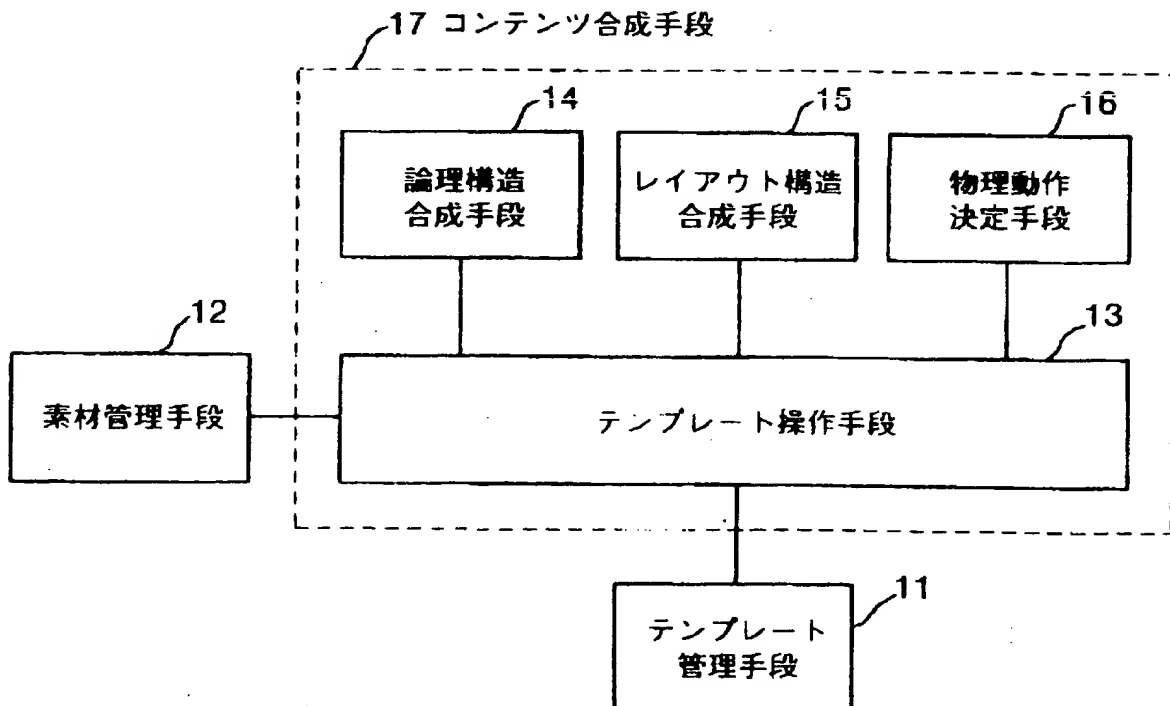 17 コンテンツ合成手段
14
論理構造
合成手段
15
レイアウト構造
合成手段
16
物理動作
決定手段
12
素材管理手段
13
テンプレート操作手段
11
テンプレート
管理手段